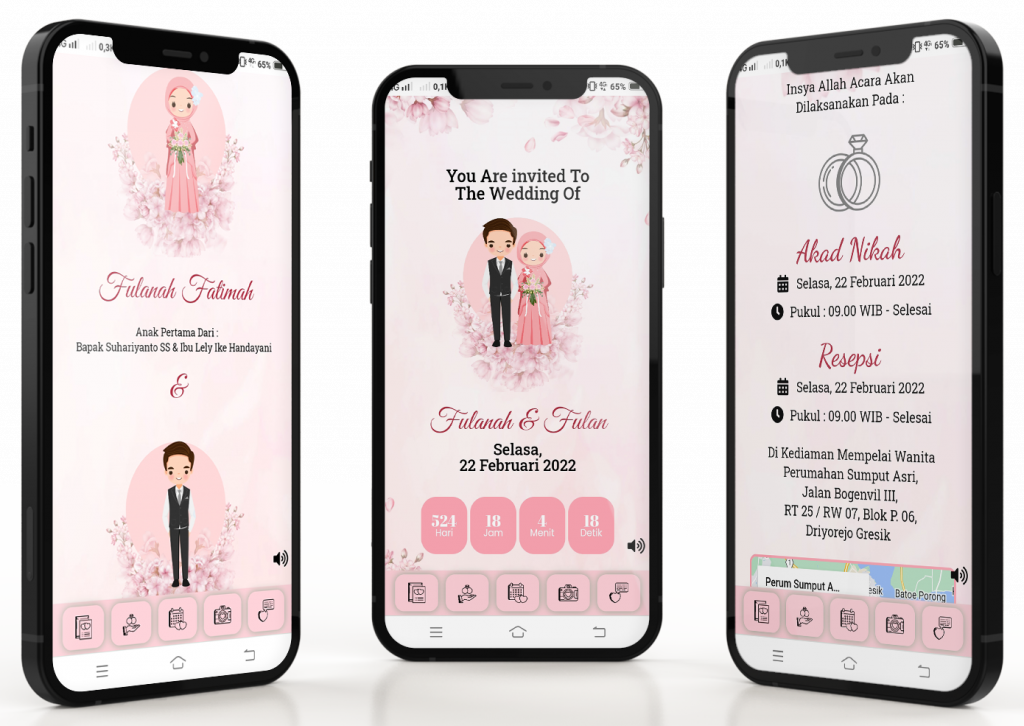 0,3K
4G 65%
Fulanah Fatimah
Anak Pertama Dari :
Bapak Suhariyanto SS & Ibu Lely Ike Handayani
&
0,1K
4G 65%
You Are invited To
The Wedding Of
Fulanah & Fulan
Selasa,
22 Februari 2022
524 18 4 18
Hari Jam Menit Detik
0,1K
4G 65%
Insya Allah Acara Akan
Dilaksanakan Pada :
Akad Nikah
Selasa, 22 Februari 2022
Pukul : 09.00 WIB - Selesai
Resepsi
Selasa, 22 Februari 2022
Pukul : 09.00 WIB - Selesai
Di Kediaman Mempelai Wanita
Perumahan Sumput Asri,
Jalan Bogenvil III,
RT 25 / RW 07, Blok P. 06,
Driyorejo Gresik
Perum Sumput A...
esik
Batoe Porong